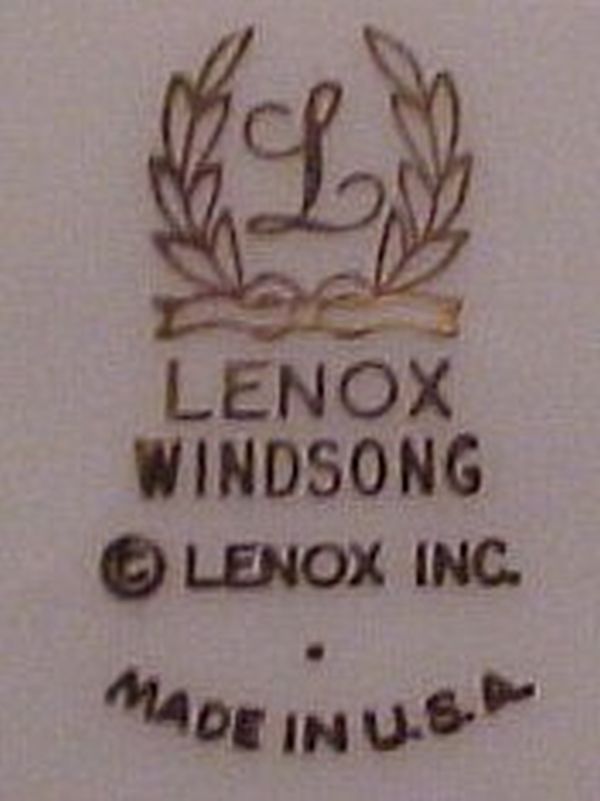 L
LENOX
WINDSONG
© LENOX INC.
MADE IN U.S.A.